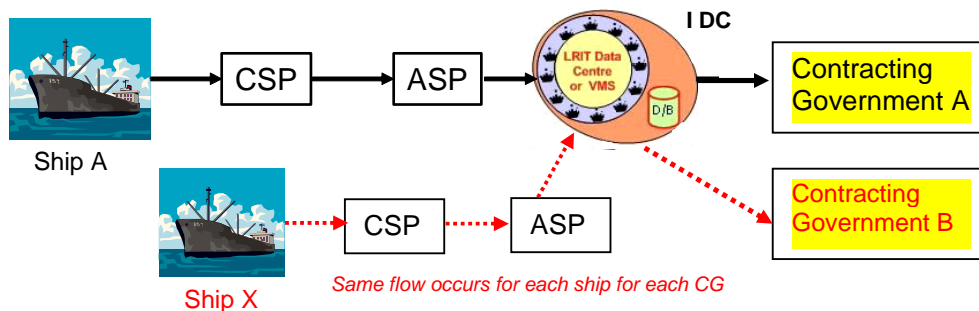 I DC
CSP
ASP
LRIT Data
Centre
or VMS
D/B
Contracting
Government A
Ship A
CSP
ASP
Contracting
Government B
Ship X
Same flow occurs for each ship for each CG